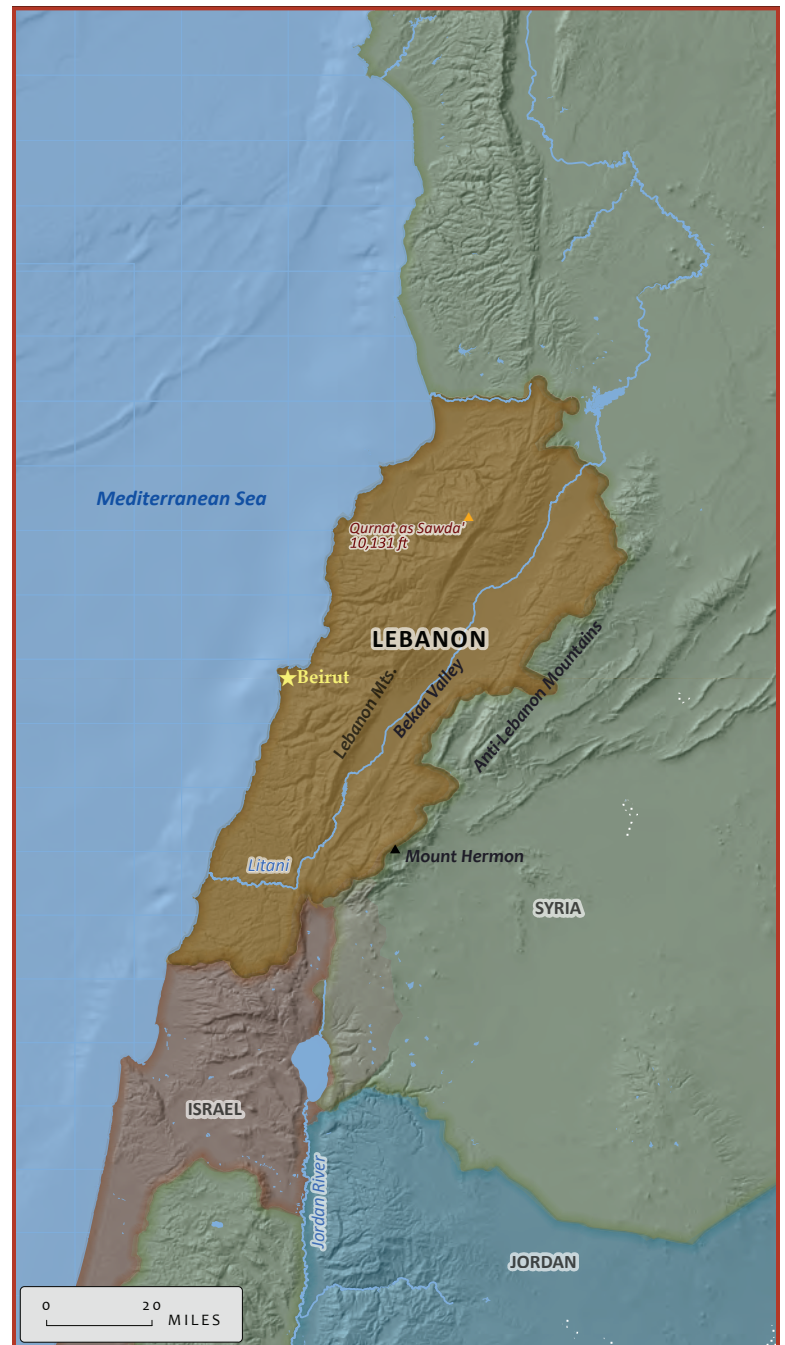 Mediterranean Sea
Qurnat as Sawda'
10,131 ft
LEBANON
Beirut
Lebanon Mts.
Bekaa Valley
Anti-Lebanon Mountains
Litani
Mount Hermon
SYRIA
ISRAEL
Jordan River
JORDAN
0 20
MILES